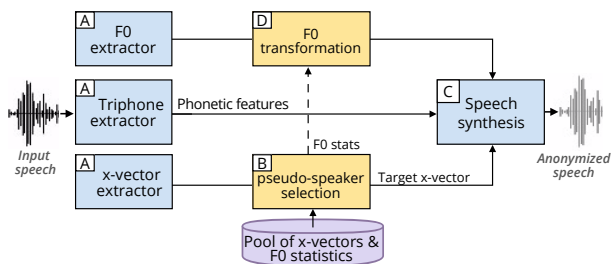 A
F0
extractor
D
F0
transformation
A
Triphone
extractor
Phonetic features
C
Speech
synthesis
Input
speech
Anonymized
speech
F0 stats
A
x-vector
extractor
B
pseudo-speaker
selection
Target x-vector
Pool of x-vectors &
F0 statistics